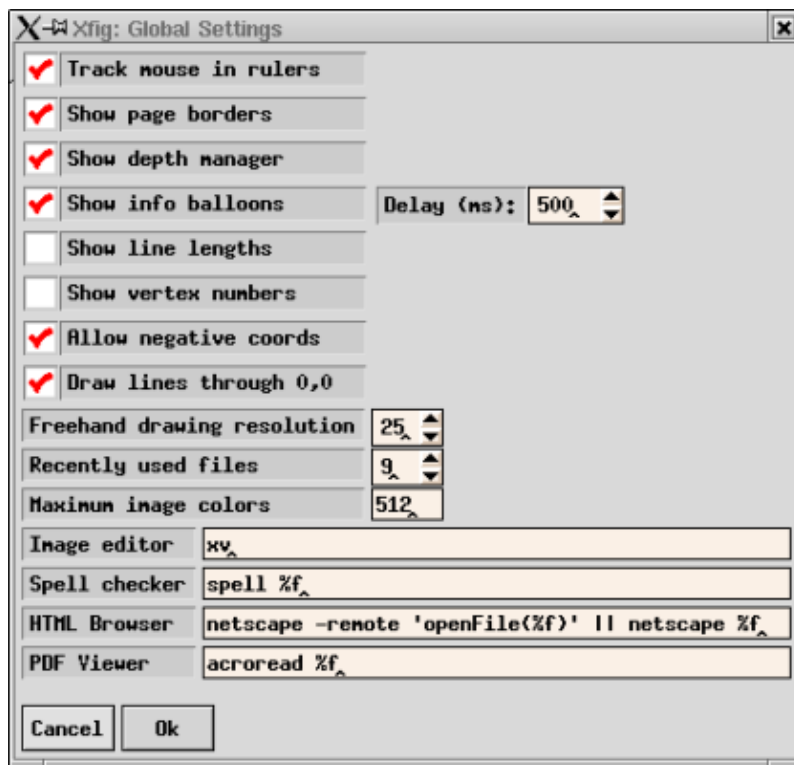 Xfig: Global Settings
Track mouse in rulers
Show page borders
Show depth manager
Show info balloons Delay (ms): 500
Show line lengths
Show vertex numbers
Allow negative coords
Draw lines through 0,0
Freehand drawing resolution 25
Recently used files 9
Maximum image colors 512
Image editor xv
Spell checker spell %f
HTML Browser netscape -remote 'openFile(%f)' || netscape %f
PDF Viewer acroread %f
Cancel Ok